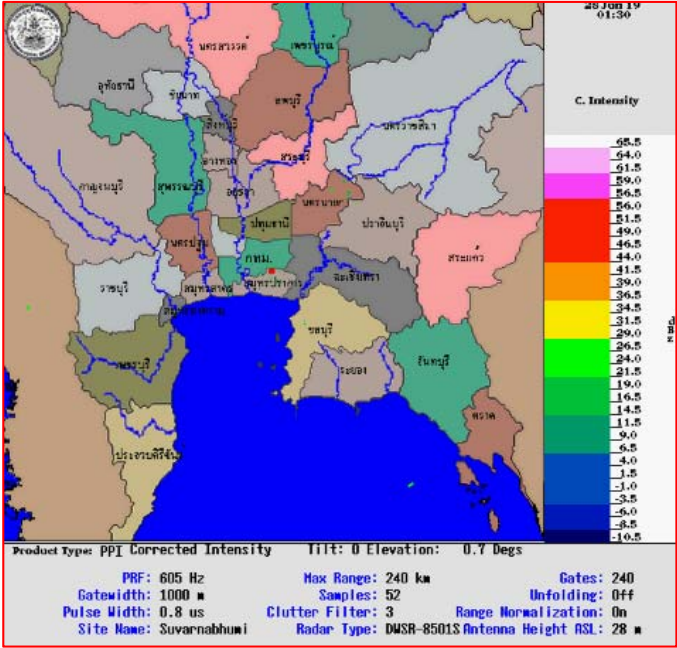 28 Jun 19
01:30
C. Intensity
นครสวรรค์
เพชรบูรณ์
อุทัยธานี
ชัยนาท
ลพบุรี
สิงห์บุรี
นครราชสีมา
อ่างทอง
สระบุรี
กาญจนบุรี
สุพรรณบุรี
อยุธยา
นครนายก
ปทุมธานี
ปราจีนบุรี
นครปฐม
กทม.
สระแก้ว
ฉะเชิงเทรา
ราชบุรี
สมุทรสาคร
สมุทรปราการ
ชลบุรี
เพชรบุรี
ระยอง
จันทบุรี
ตราด
ประจวบคีรีขันธ์
65.5
64.0
61.5
59.0
56.5
56.0
51.5
49.0
46.5
44.0
41.5
39.0
36.5
34.5
31.5
29.0
26.5
24.0
21.5
19.0
16.5
14.5
11.5
9.0
6.5
4.0
1.5
-1.0
-3.5
-6.0
-8.5
-10.5
Product Type: PPI Corrected Intensity Tilt: 0 Elevation: 0.7 Degs
PRF: 605 Hz Max Range: 240 km Gates: 240
Gatewidth: 1000 m Samples: 52 Unfolding: Off
Pulse Width: 0.8 us Clutter Filter: 3 Range Normalization: On
Site Name: Suvarnabhumi Radar Type: DWSR-8501S Antenna Height ASL: 28 m